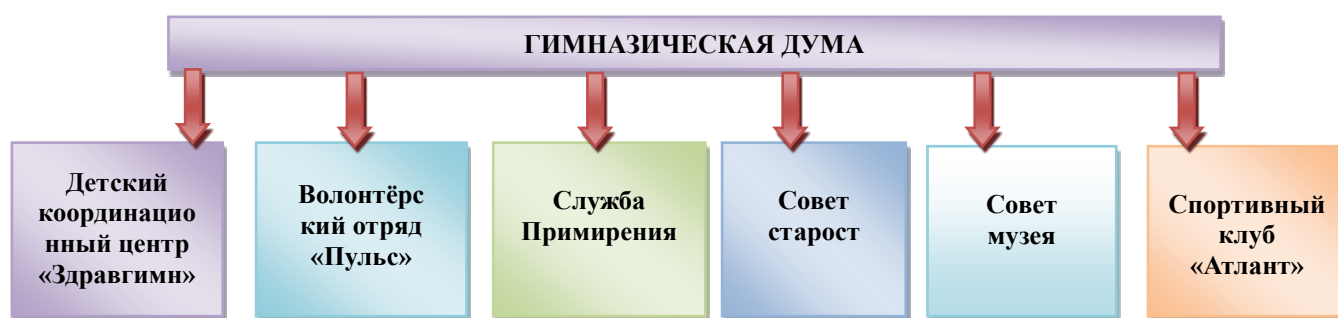 ГИМНАЗИЧЕСКАЯ ДУМА
Детский
координацио
нный центр
«Здравгимн»
Волонтёрс
кий отряд
«Пульс»
Служба
Примирения
Совет
старост
Совет
музея
Спортивный
клуб
«Атлант»